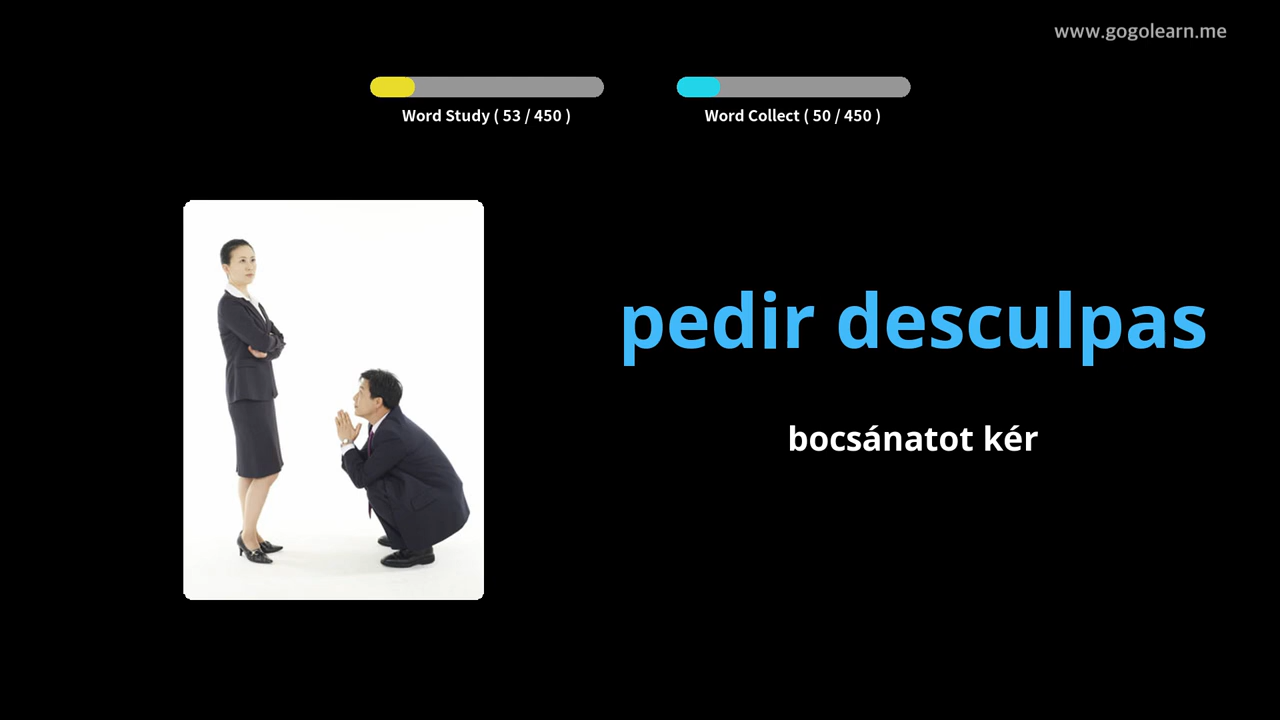 www.gogolearn.me
Word Study ( 53 / 450 )
Word Collect ( 50 / 450 )
pedir desculpas
bocsánatot kér